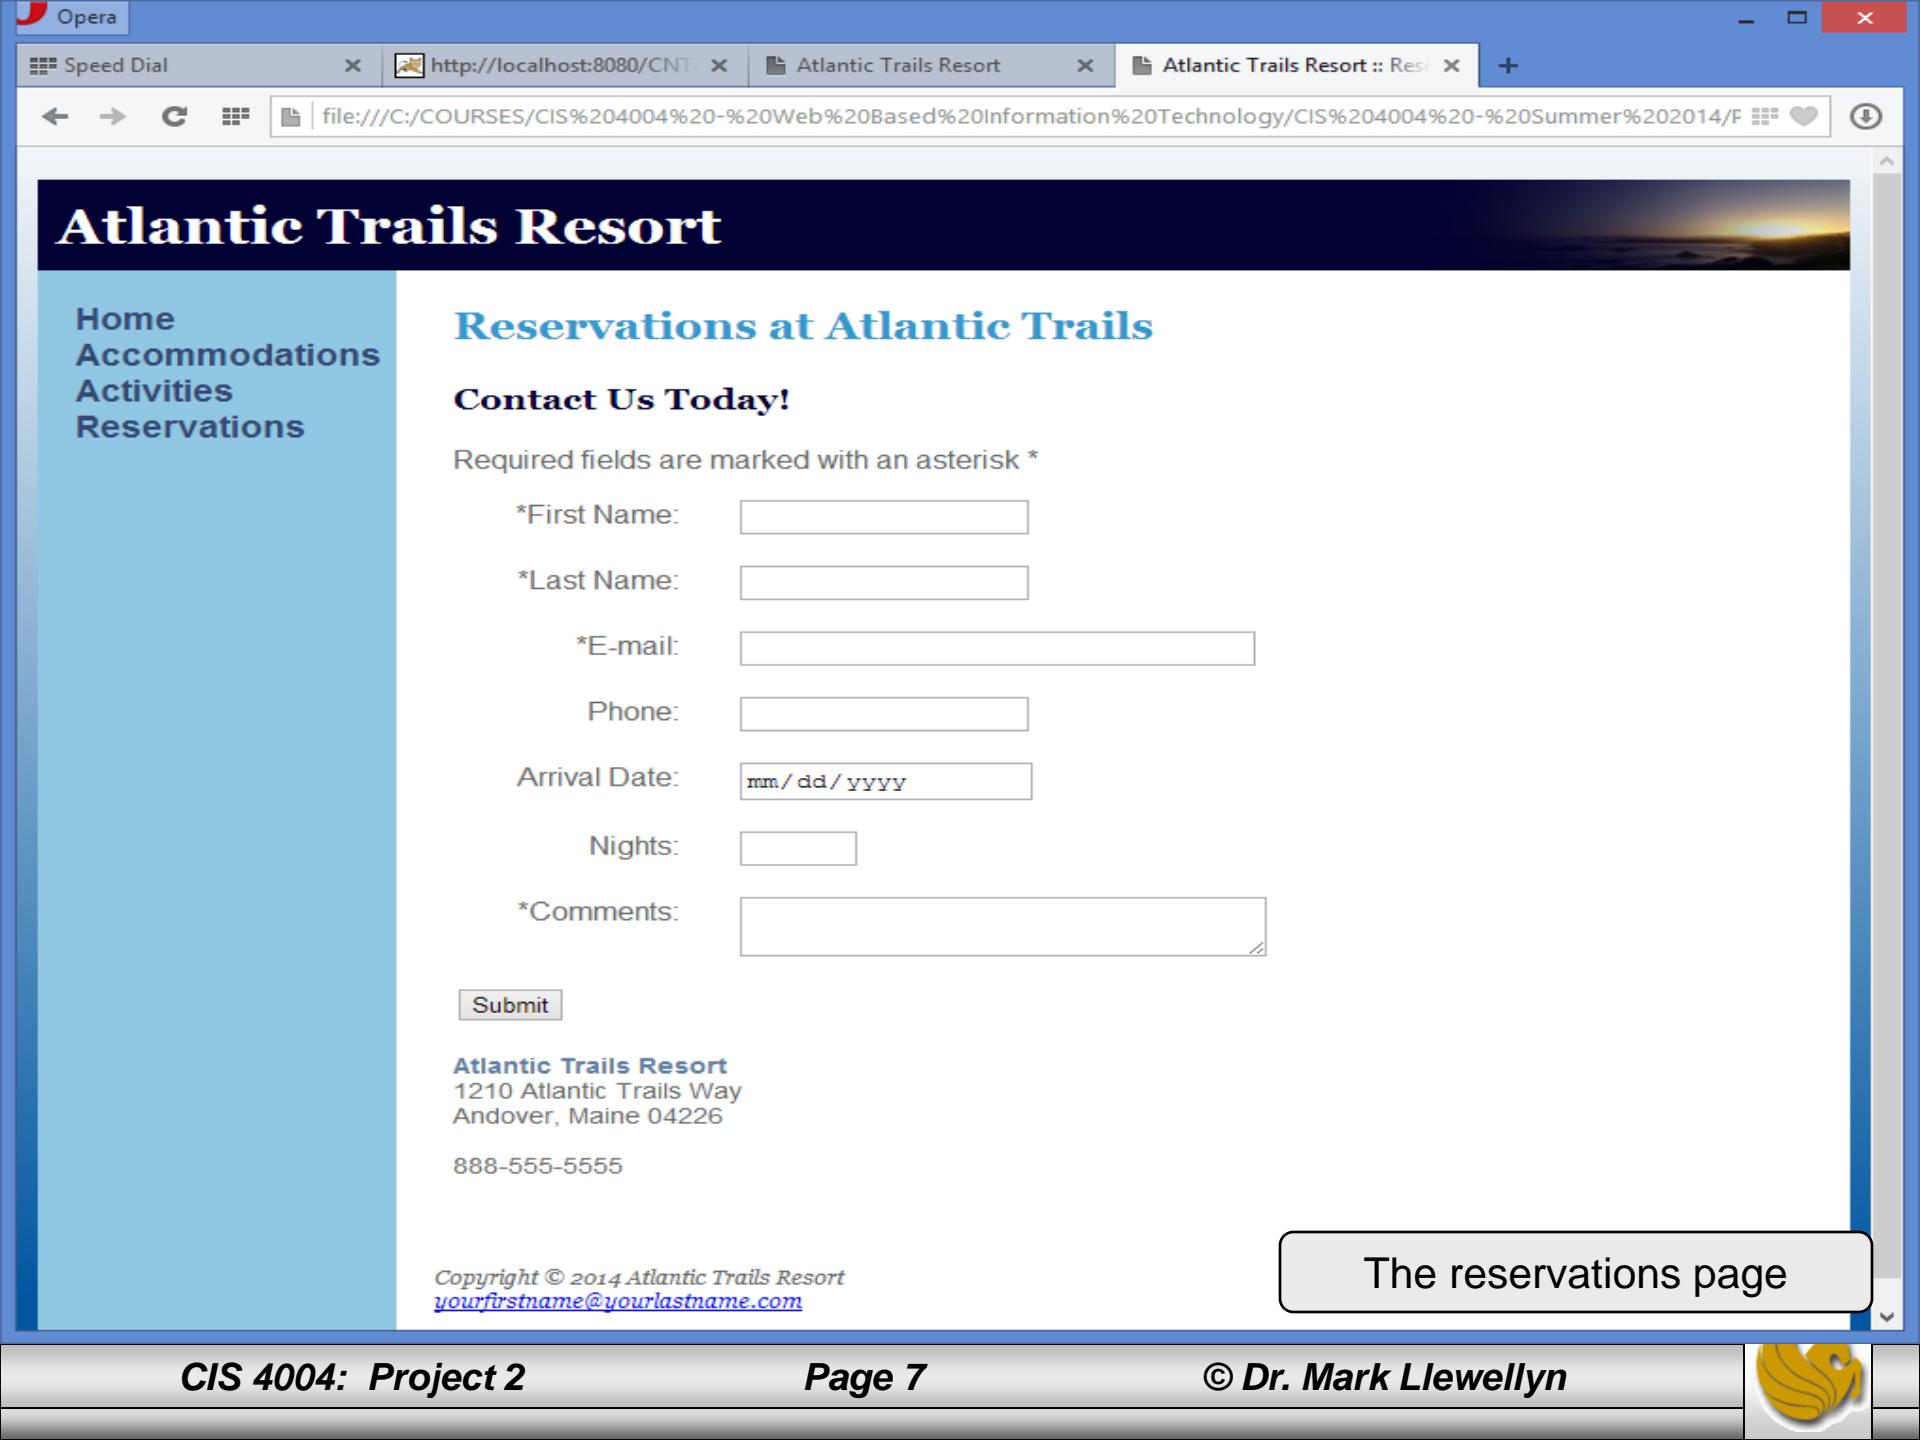 Opera
Speed Dial
http://localhost:8080/CNT
Atlantic Trails Resort
Atlantic Trails Resort :: Res
file:///C:/COURSES/CIS%204004%20-%20Web%20Based%20Information%20Technology/CIS%204004%20-%20Summer%202014/P
Atlantic Trails Resort
Home
Accommodations
Activities
Reservations
Reservations at Atlantic Trails
Contact Us Today!
Required fields are marked with an asterisk *
*First Name:
*Last Name:
*E-mail:
Phone:
Arrival Date: mm/dd/yyyy
Nights:
*Comments:
Submit
Atlantic Trails Resort
1210 Atlantic Trails Way
Andover, Maine 04226
888-555-5555
Copyright © 2014 Atlantic Trails Resort
yourfirstname@yourlastname.com
The reservations page
CIS 4004: Project 2 Page 7 © Dr. Mark Llewellyn